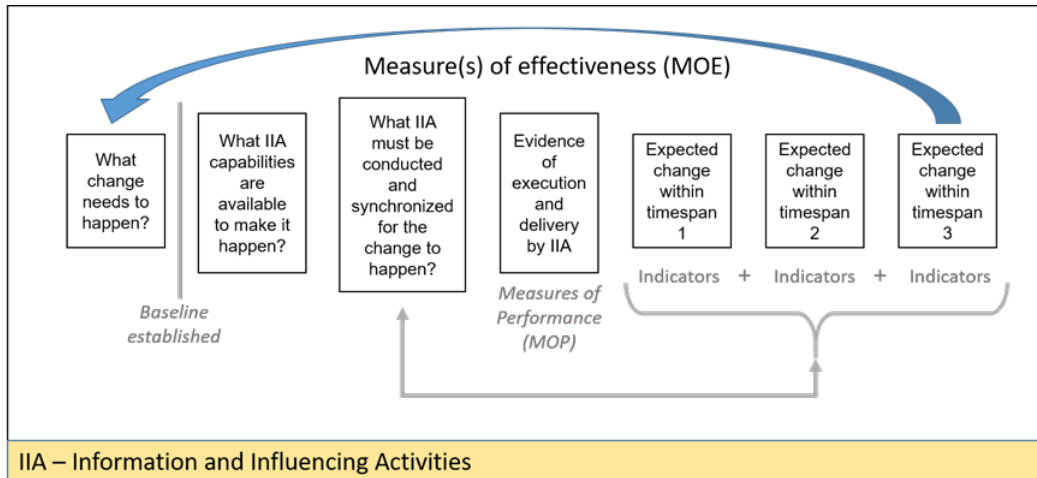 Measure(s) of effectiveness (MOE)
What
change
needs to
happen?
What IIA
capabilities
are
available
to make it
happen?
What IIA
must be
conducted
and
synchronized
for the
change to
happen?
Evidence
of
execution
and
delivery
by IIA
Expected
change
within
timespan
1
Expected
change
within
timespan
2
Expected
change
within
timespan
3
Baseline
established
Measures of
Performance
(MOP)
Indicators + Indicators + Indicators
IIA – Information and Influencing Activities